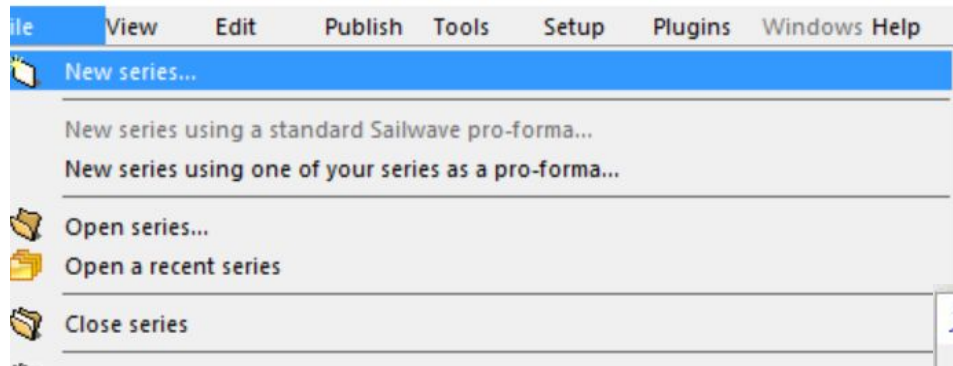 ile View Edit Publish Tools Setup Plugins Windows Help
New series...
New series using a standard Sailwave pro-forma...
New series using one of your series as a pro-forma...
Open series...
Open a recent series
Close series